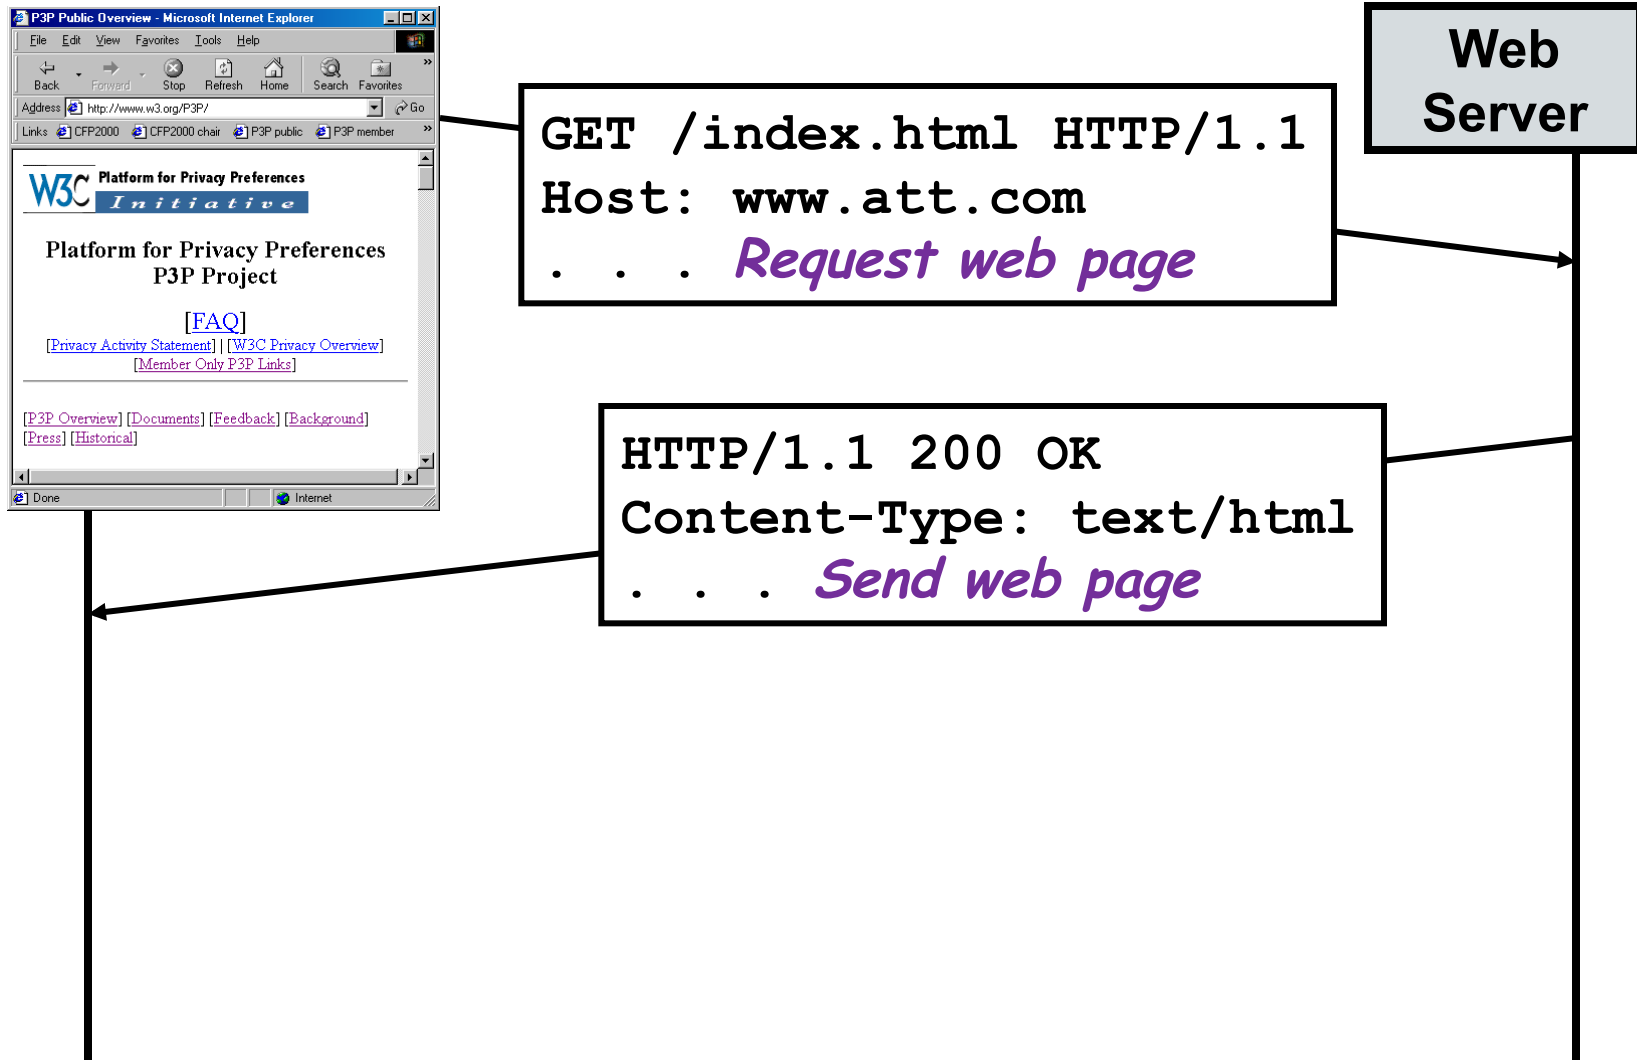 P3P Public Overview - Microsoft Internet Explorer
File Edit View Favorites Tools Help
Back Forward Stop Refresh Home Search Favorites »
Address http://www.w3.org/P3P/ Go
Links CFP2000 CFP2000 chair P3P public P3P member »
W3C Platform for Privacy Preferences
Initiative
Platform for Privacy Preferences
P3P Project
[FAQ]
[Privacy Activity Statement] | [W3C Privacy Overview]
[Member Only P3P Links]
[P3P Overview] [Documents] [Feedback] [Background]
[Press] [Historical]
Done Internet
GET /index.html HTTP/1.1
Host: www.att.com
. . . Request web page
Web
Server
HTTP/1.1 200 OK
Content-Type: text/html
. . . Send web page